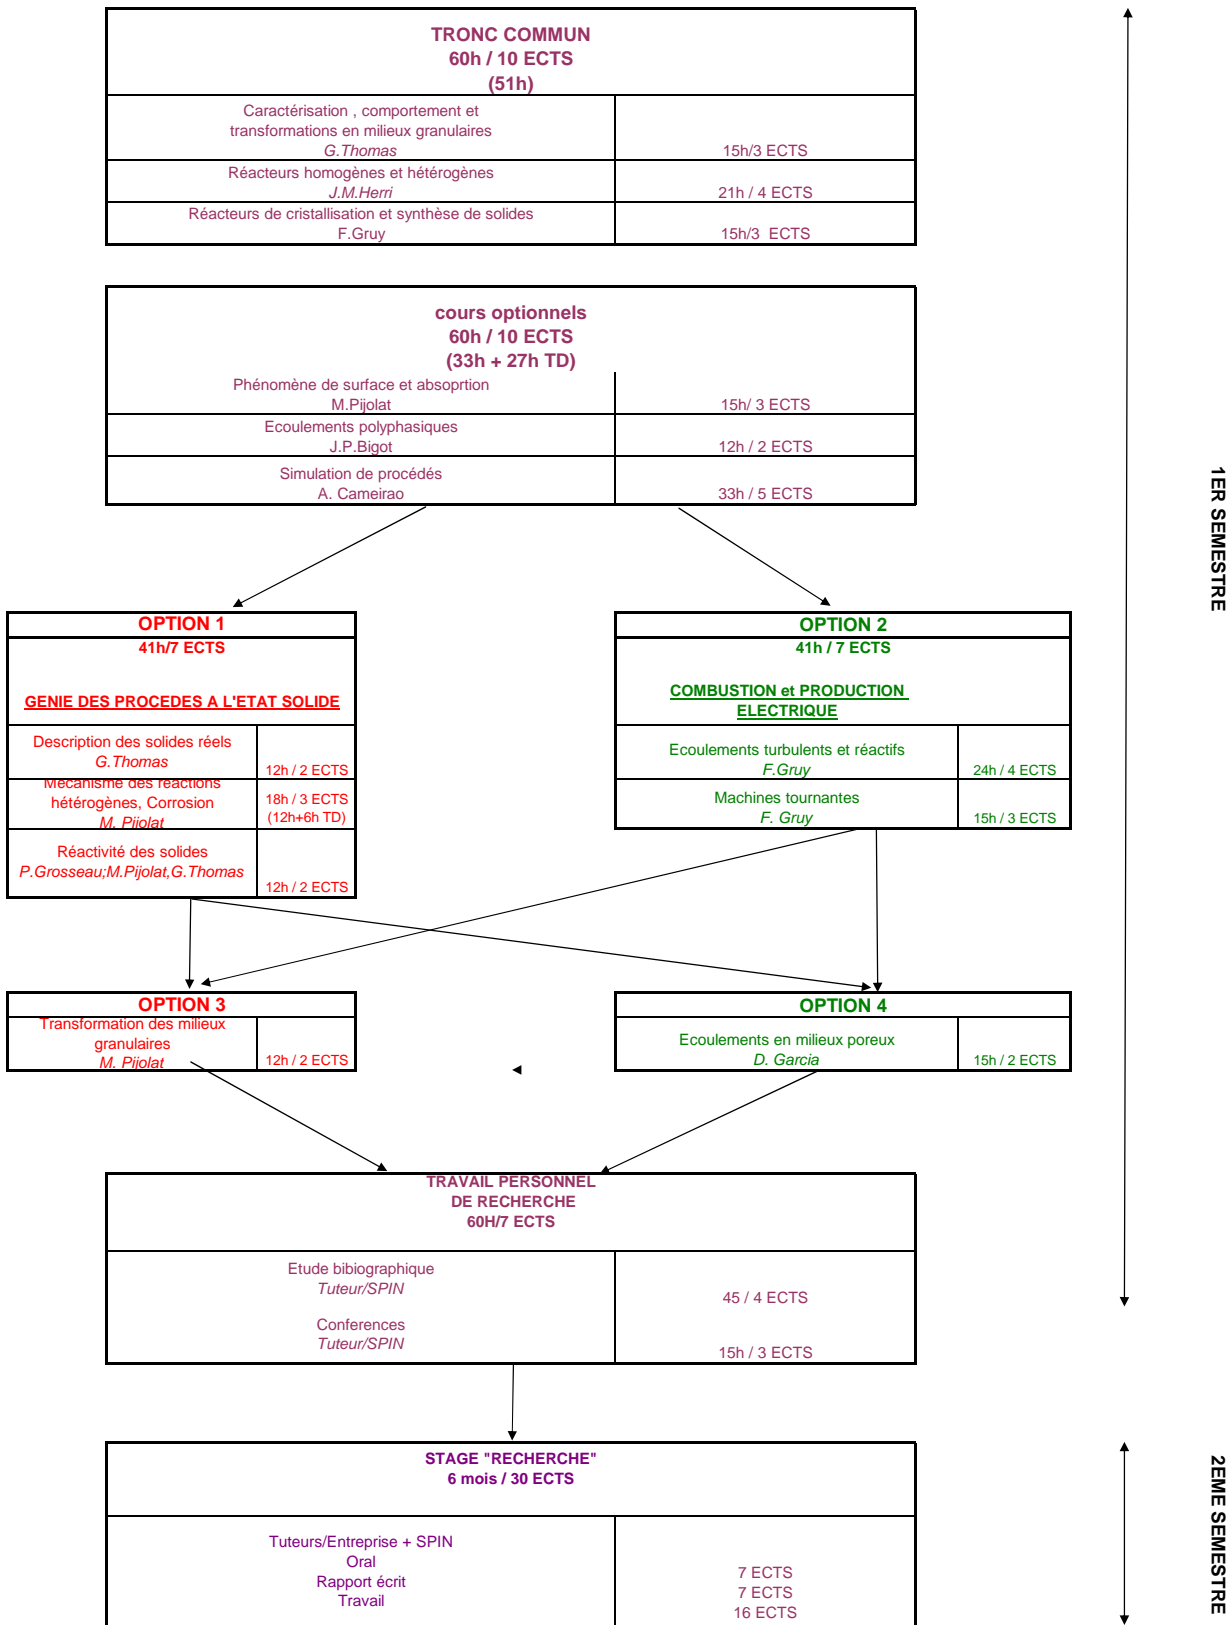 TRONC COMMUN
60h / 10 ECTS
(51h)
Caractérisation , comportement et
transformations en milieux granulaires
G.Thomas
15h/3 ECTS
Réacteurs homogènes et hétérogènes
J.M.Herri
21h / 4 ECTS
Réacteurs de cristallisation et synthèse de solides
F.Gruy
15h/3 ECTS
cours optionnels
60h / 10 ECTS
(33h + 27h TD)
Phénomène de surface et absoprtion
M.Pijolat
15h/ 3 ECTS
Ecoulements polyphasiques
J.P.Bigot
12h / 2 ECTS
Simulation de procédés
A. Cameirao
33h / 5 ECTS
1ER SEMESTRE
OPTION 1
41h/7 ECTS
GENIE DES PROCEDES A L'ETAT SOLIDE
Description des solides réels
G.Thomas
12h / 2 ECTS
Mécanisme des réactions
hétérogènes, Corrosion
M. Pijolat
18h / 3 ECTS
(12h+6h TD)
Réactivité des solides
P.Grosseau;M.Pijolat,G.Thomas
12h / 2 ECTS
OPTION 2
41h / 7 ECTS
COMBUSTION et PRODUCTION
ELECTRIQUE
Ecoulements turbulents et réactifs
F.Gruy
24h / 4 ECTS
Machines tournantes
F. Gruy
15h / 3 ECTS
OPTION 3
Transformation des milieux
granulaires
M. Pijolat
12h / 2 ECTS
OPTION 4
Ecoulements en milieux poreux
D. Garcia
15h / 2 ECTS
TRAVAIL PERSONNEL
DE RECHERCHE
60H/7 ECTS
Etude bibiographique
Tuteur/SPIN
45 / 4 ECTS
Conferences
Tuteur/SPIN
15h / 3 ECTS
STAGE "RECHERCHE"
6 mois / 30 ECTS
Tuteurs/Entreprise + SPIN
Oral
Rapport écrit
Travail
7 ECTS
7 ECTS
16 ECTS
2EME SEMESTRE